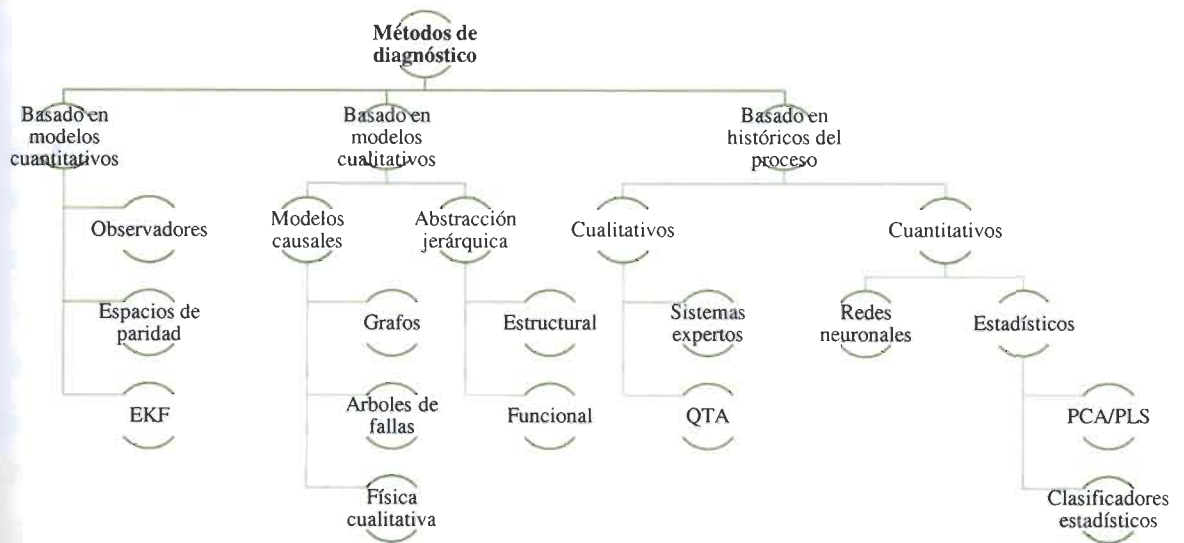 Métodos de
diagnóstico
Basado en
modelos
cuantitativos
Observadores
Espacios de
paridad
EKF
Basado en
modelos
cualitativos
Modelos
causales
Grafos
Arboles de
fallas
Física
cualitativa
Abstracción
jerárquica
Estructural
Funcional
Basado en
históricos del
proceso
Cualitativos
Sistemas
expertos
QTA
Cuantitativos
Redes
neuronales
Estadísticos
PCA/PLS
Clasificadores
estadísticos